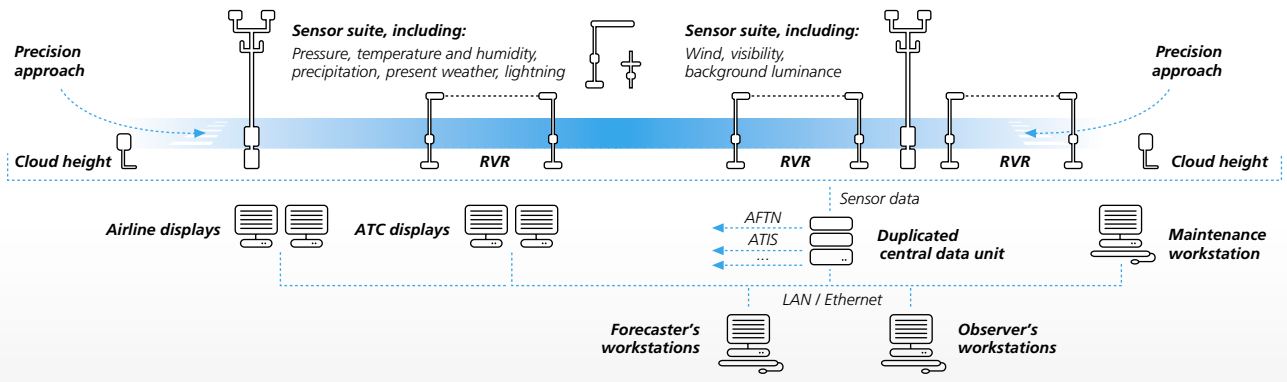 Precision
approach
Sensor suite, including:
Pressure, temperature and humidity,
precipitation, present weather, lightning
Sensor suite, including:
Wind, visibility,
background luminance
Precision
approach
Cloud height
RVR
RVR
RVR
Cloud height
Sensor data
Airline displays
ATC displays
AFTN
ATIS
...
Duplicated
central data unit
Maintenance
workstation
LAN / Ethernet
Forecaster's
workstations
Observer's
workstations